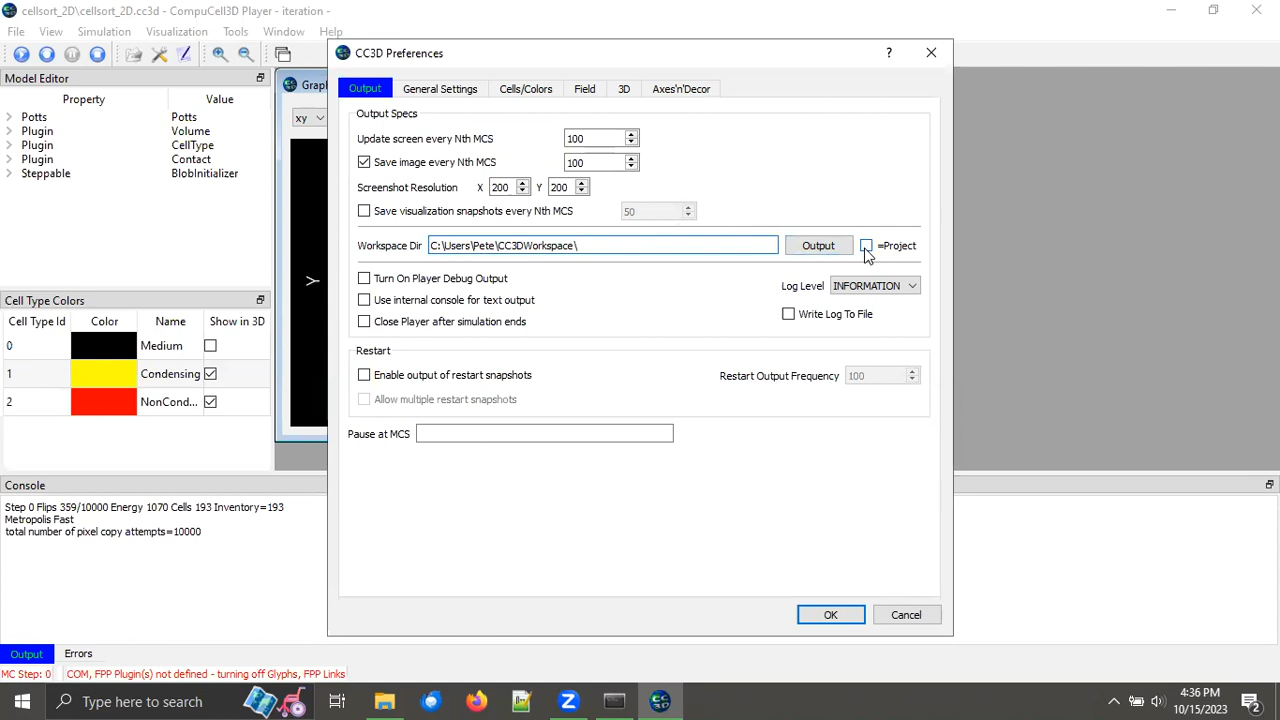 cellsort_2D\cellsort_2D.cc3d - CompuCell3D Player - iteration -
File View Simulation Visualization Tools Window Help
Model Editor
Property Value
Potts Potts
Plugin Volume
Plugin CellType
Plugin Contact
Steppable BlobInitializer
Cell Type Colors
Cell Type Id Color Name Show in 3D
0 Medium
1 Condensing
2 NonCond...
Grap
xy
Y
CC3D Preferences
?
Output General Settings Cells/Colors Field 3D Axes'n'Decor
Output Specs
Update screen every Nth MCS 100
Save image every Nth MCS 100
Screenshot Resolution X 200 Y 200
Save visualization snapshots every Nth MCS 50
Workspace Dir C:\Users\Pete\CC3DWorkspace\ Output =Project
Turn On Player Debug Output
Log Level INFORMATION
Use internal console for text output
Write Log To File
Close Player after simulation ends
Restart
Enable output of restart snapshots Restart Output Frequency 100
Allow multiple restart snapshots
Pause at MCS
OK Cancel
Console
Step 0 Flips 359/10000 Energy 1070 Cells 193 Inventory=193
Metropolis Fast
total number of pixel copy attempts=10000
Output Errors
MC Step: 0 COM, FPP Plugin(s) not defined - turning off Glyphs, FPP Links
Type here to search
4:36 PM
10/15/2023
2